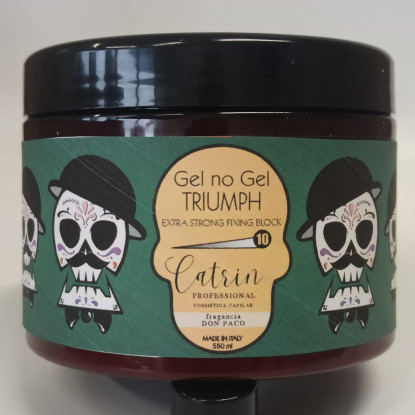 Gel no Gel
TRIUMPH
EXTRA STRONG FIXING BLOCK
10
Catrin
PROFESSIONAL
COSMETICA CAPILAR
fragancia
DON PACO
MADE IN ITALY
550 ml